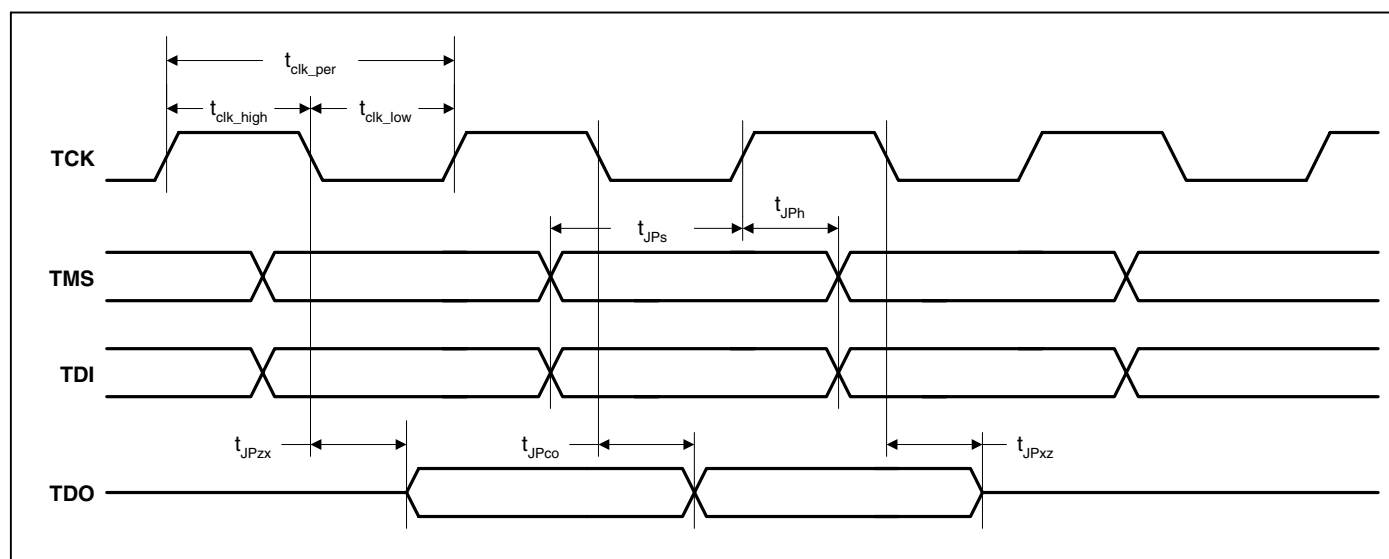 t_clk_per
t_clk_high t_clk_low
TCK
t_JPh
t_JPs
TMS
TDI
t_JPzx t_JPco t_JPxz
TDO